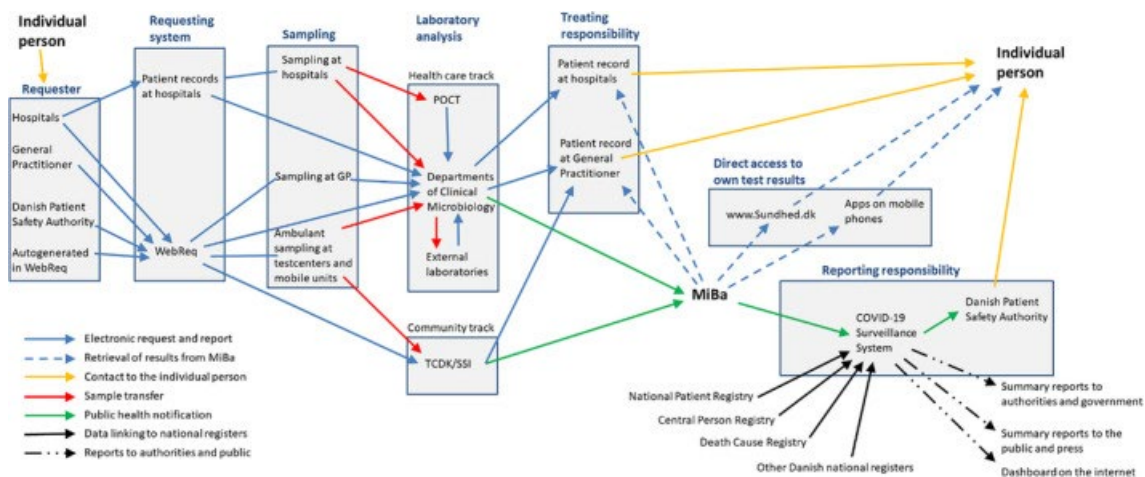 Individual
person
Requester
Hospitals
General
Practitioner
Danish Patient
Safety Authority
Autogenerated
in WebReq
Requesting
system
Patient records
at hospitals
WebReq
Sampling
Sampling at
hospitals
Sampling at GP
Ambulant
sampling at
testcenters and
mobile units
Laboratory
analysis
Health care track
POCT
Departments
of Clinical
Microbiology
External
laboratories
Community track
TCDK/SSI
Treating
responsibility
Patient record
at hospitals
Patient record
at General
Practitioner
MiBa
Individual
person
Direct access to
own test results
www.Sundhed.dk
Apps on mobile
phones
Reporting responsibility
COVID-19
Surveillance
System
Danish Patient
Safety Authority
National Patient Registry
Central Person Registry
Death Cause Registry
Other Danish national registers
Summary reports to
authorities and government
Summary reports to the
public and press
Dashboard on the internet
Electronic request and report
Retrieval of results from MiBa
Contact to the individual person
Sample transfer
Public health notification
Data linking to national registers
Reports to authorities and public